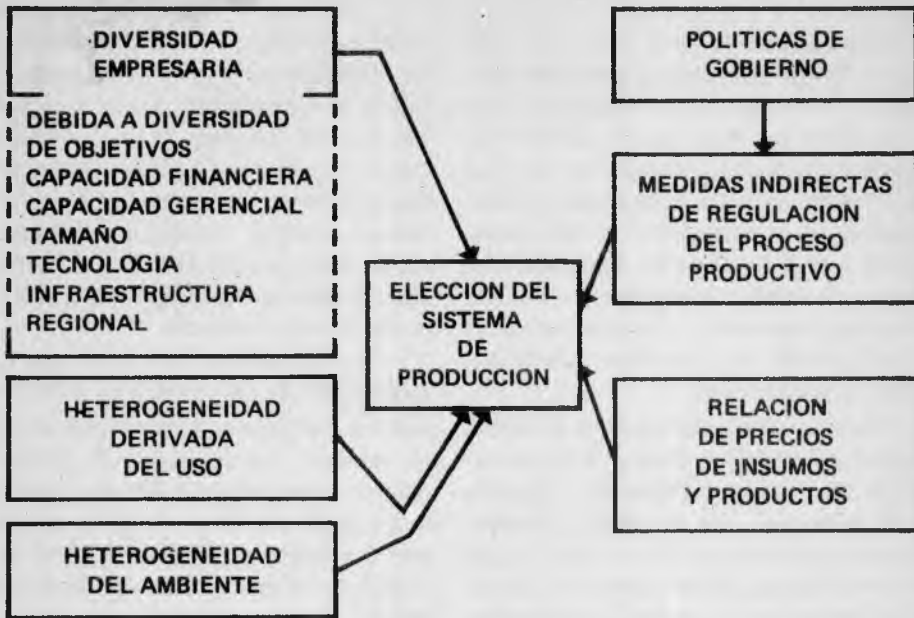 DIVERSIDAD
EMPRESARIA
DEBIDA A DIVERSIDAD
DE OBJETIVOS
CAPACIDAD FINANCIERA
CAPACIDAD GERENCIAL
TAMAÑO
TECNOLOGIA
INFRAESTRUCTURA
REGIONAL
HETEROGENEIDAD
DERIVADA
DEL USO
HETEROGENEIDAD
DEL AMBIENTE
ELECCION DEL
SISTEMA
DE
PRODUCCION
POLITICAS DE
GOBIERNO
MEDIDAS INDIRECTAS
DE REGULACION
DEL PROCESO
PRODUCTIVO
RELACION
DE PRECIOS
DE INSUMOS
Y PRODUCTOS